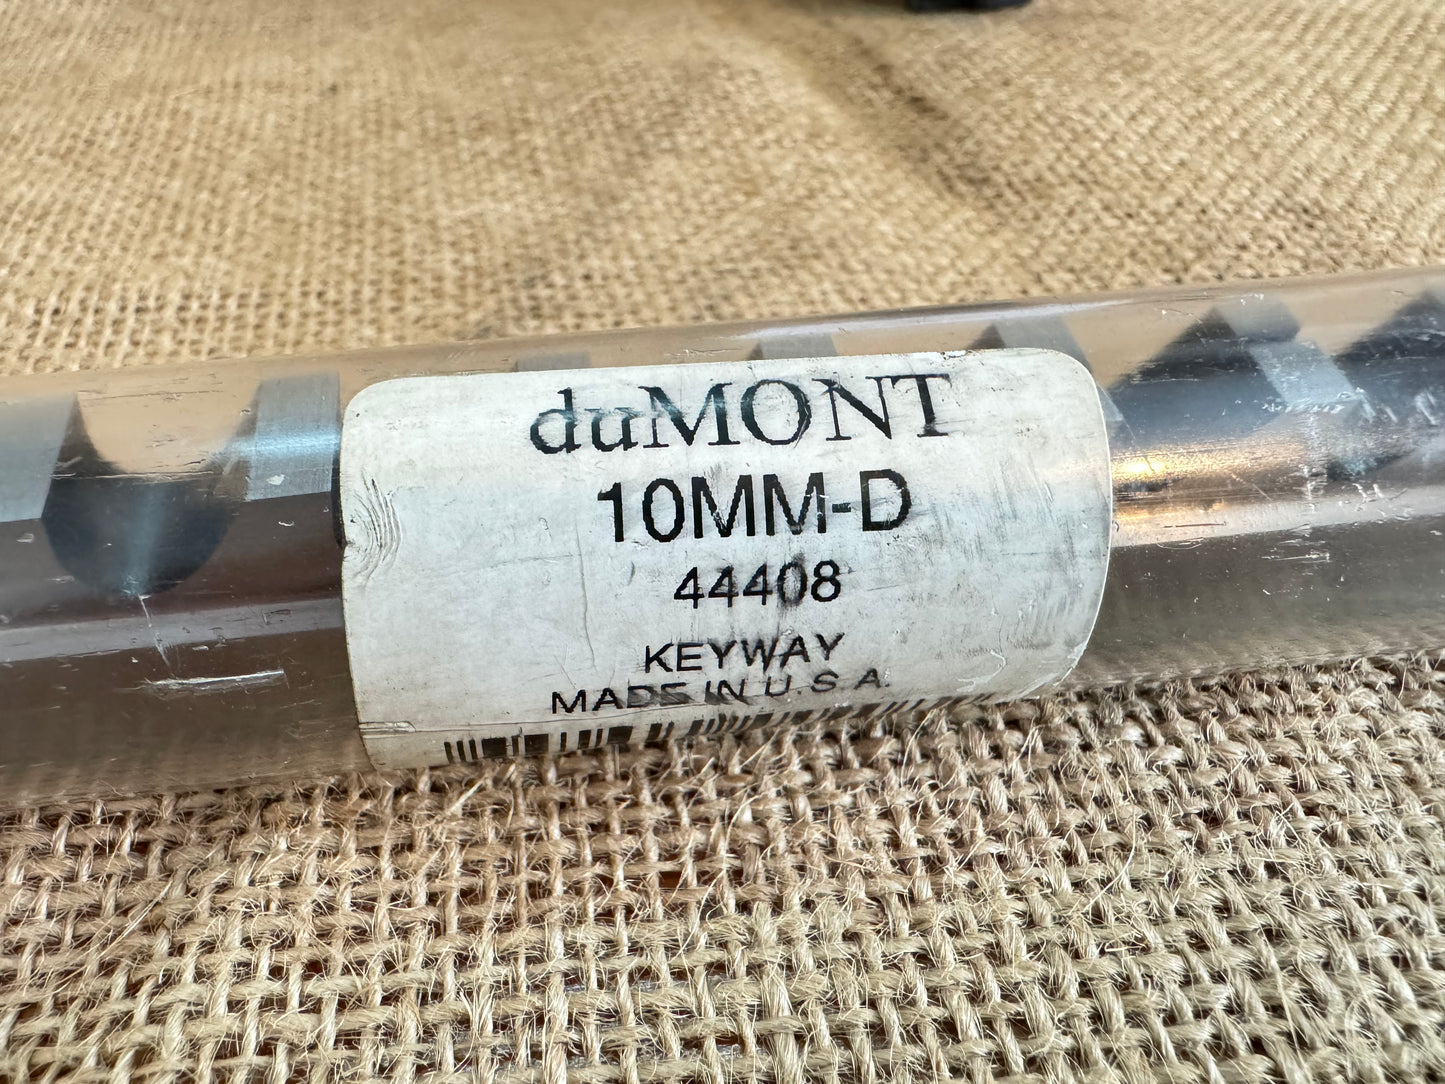 duMONT
10MM-D
44408
KEYWAY
MADE IN U.S.A.